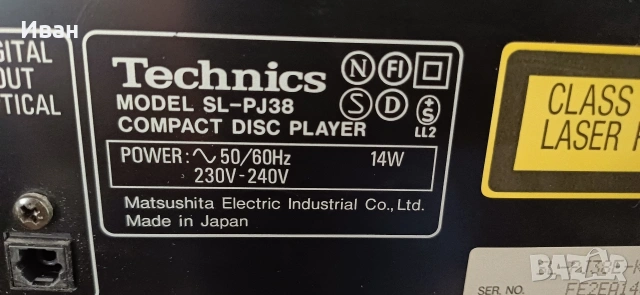 Иван
GITAL
OUT
TICAL
Technics
N FI
MODEL SL-PJ38
S D +S
COMPACT DISC PLAYER
LL2
POWER: ∿ 50/60Hz 14W
230V-240V
Matsushita Electric Industrial Co., Ltd.
Made in Japan
CLASS
LASER
SER. NO.
bazar